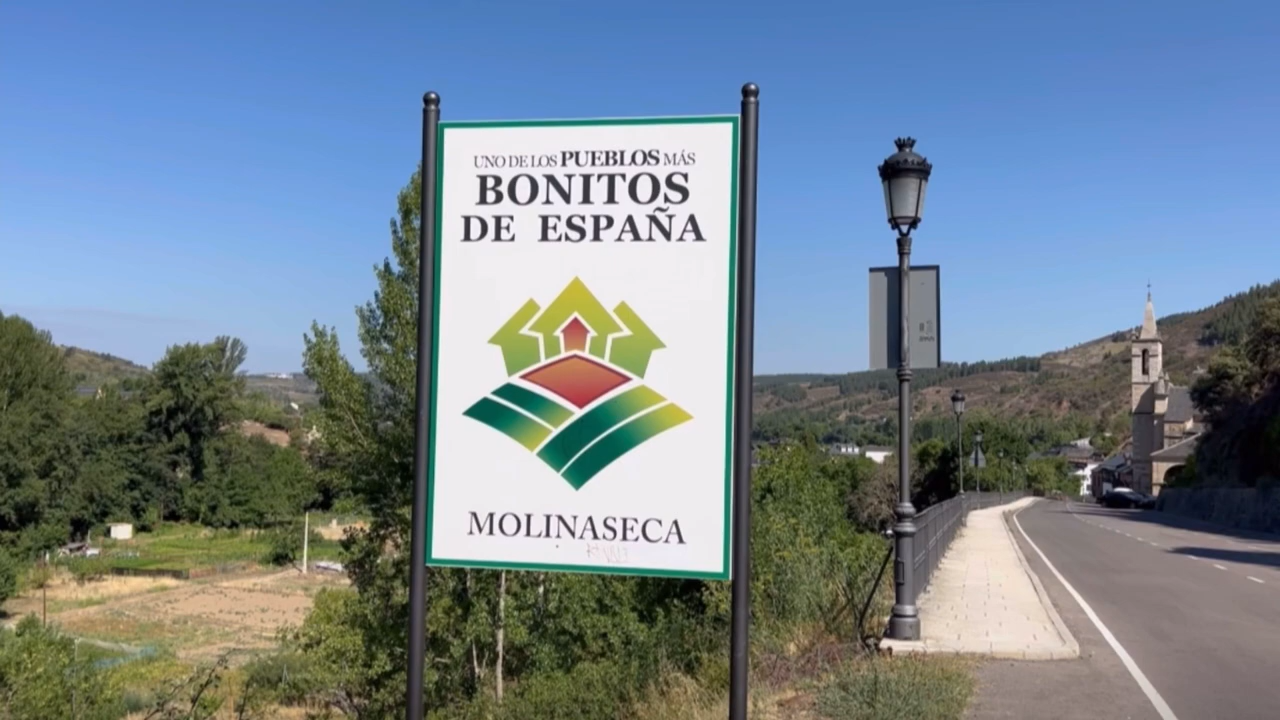 UNO DE LOS PUEBLOS MÁS
BONITOS
DE ESPAÑA
MOLINASECA